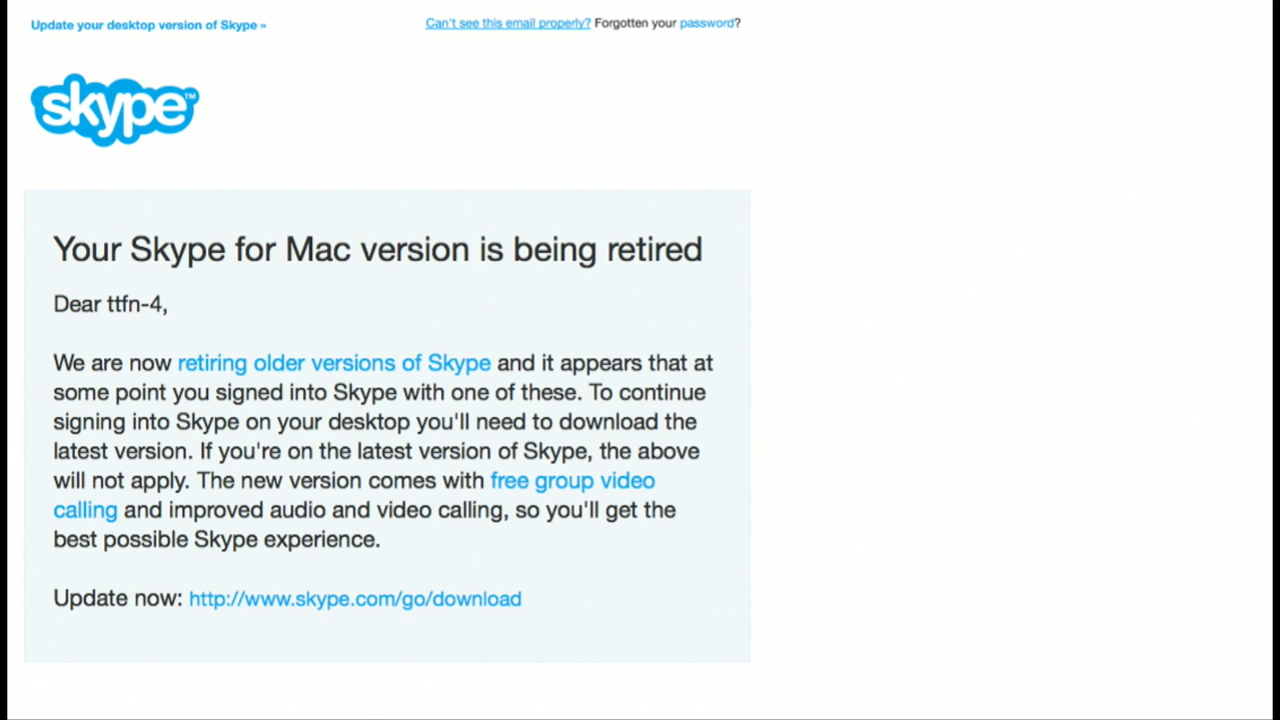 Update your desktop version of Skype »
Can't see this email properly? Forgotten your password?
skype™
Your Skype for Mac version is being retired
Dear ttfn-4,
We are now retiring older versions of Skype and it appears that at
some point you signed into Skype with one of these. To continue
signing into Skype on your desktop you'll need to download the
latest version. If you're on the latest version of Skype, the above
will not apply. The new version comes with free group video
calling and improved audio and video calling, so you'll get the
best possible Skype experience.
Update now: http://www.skype.com/go/download